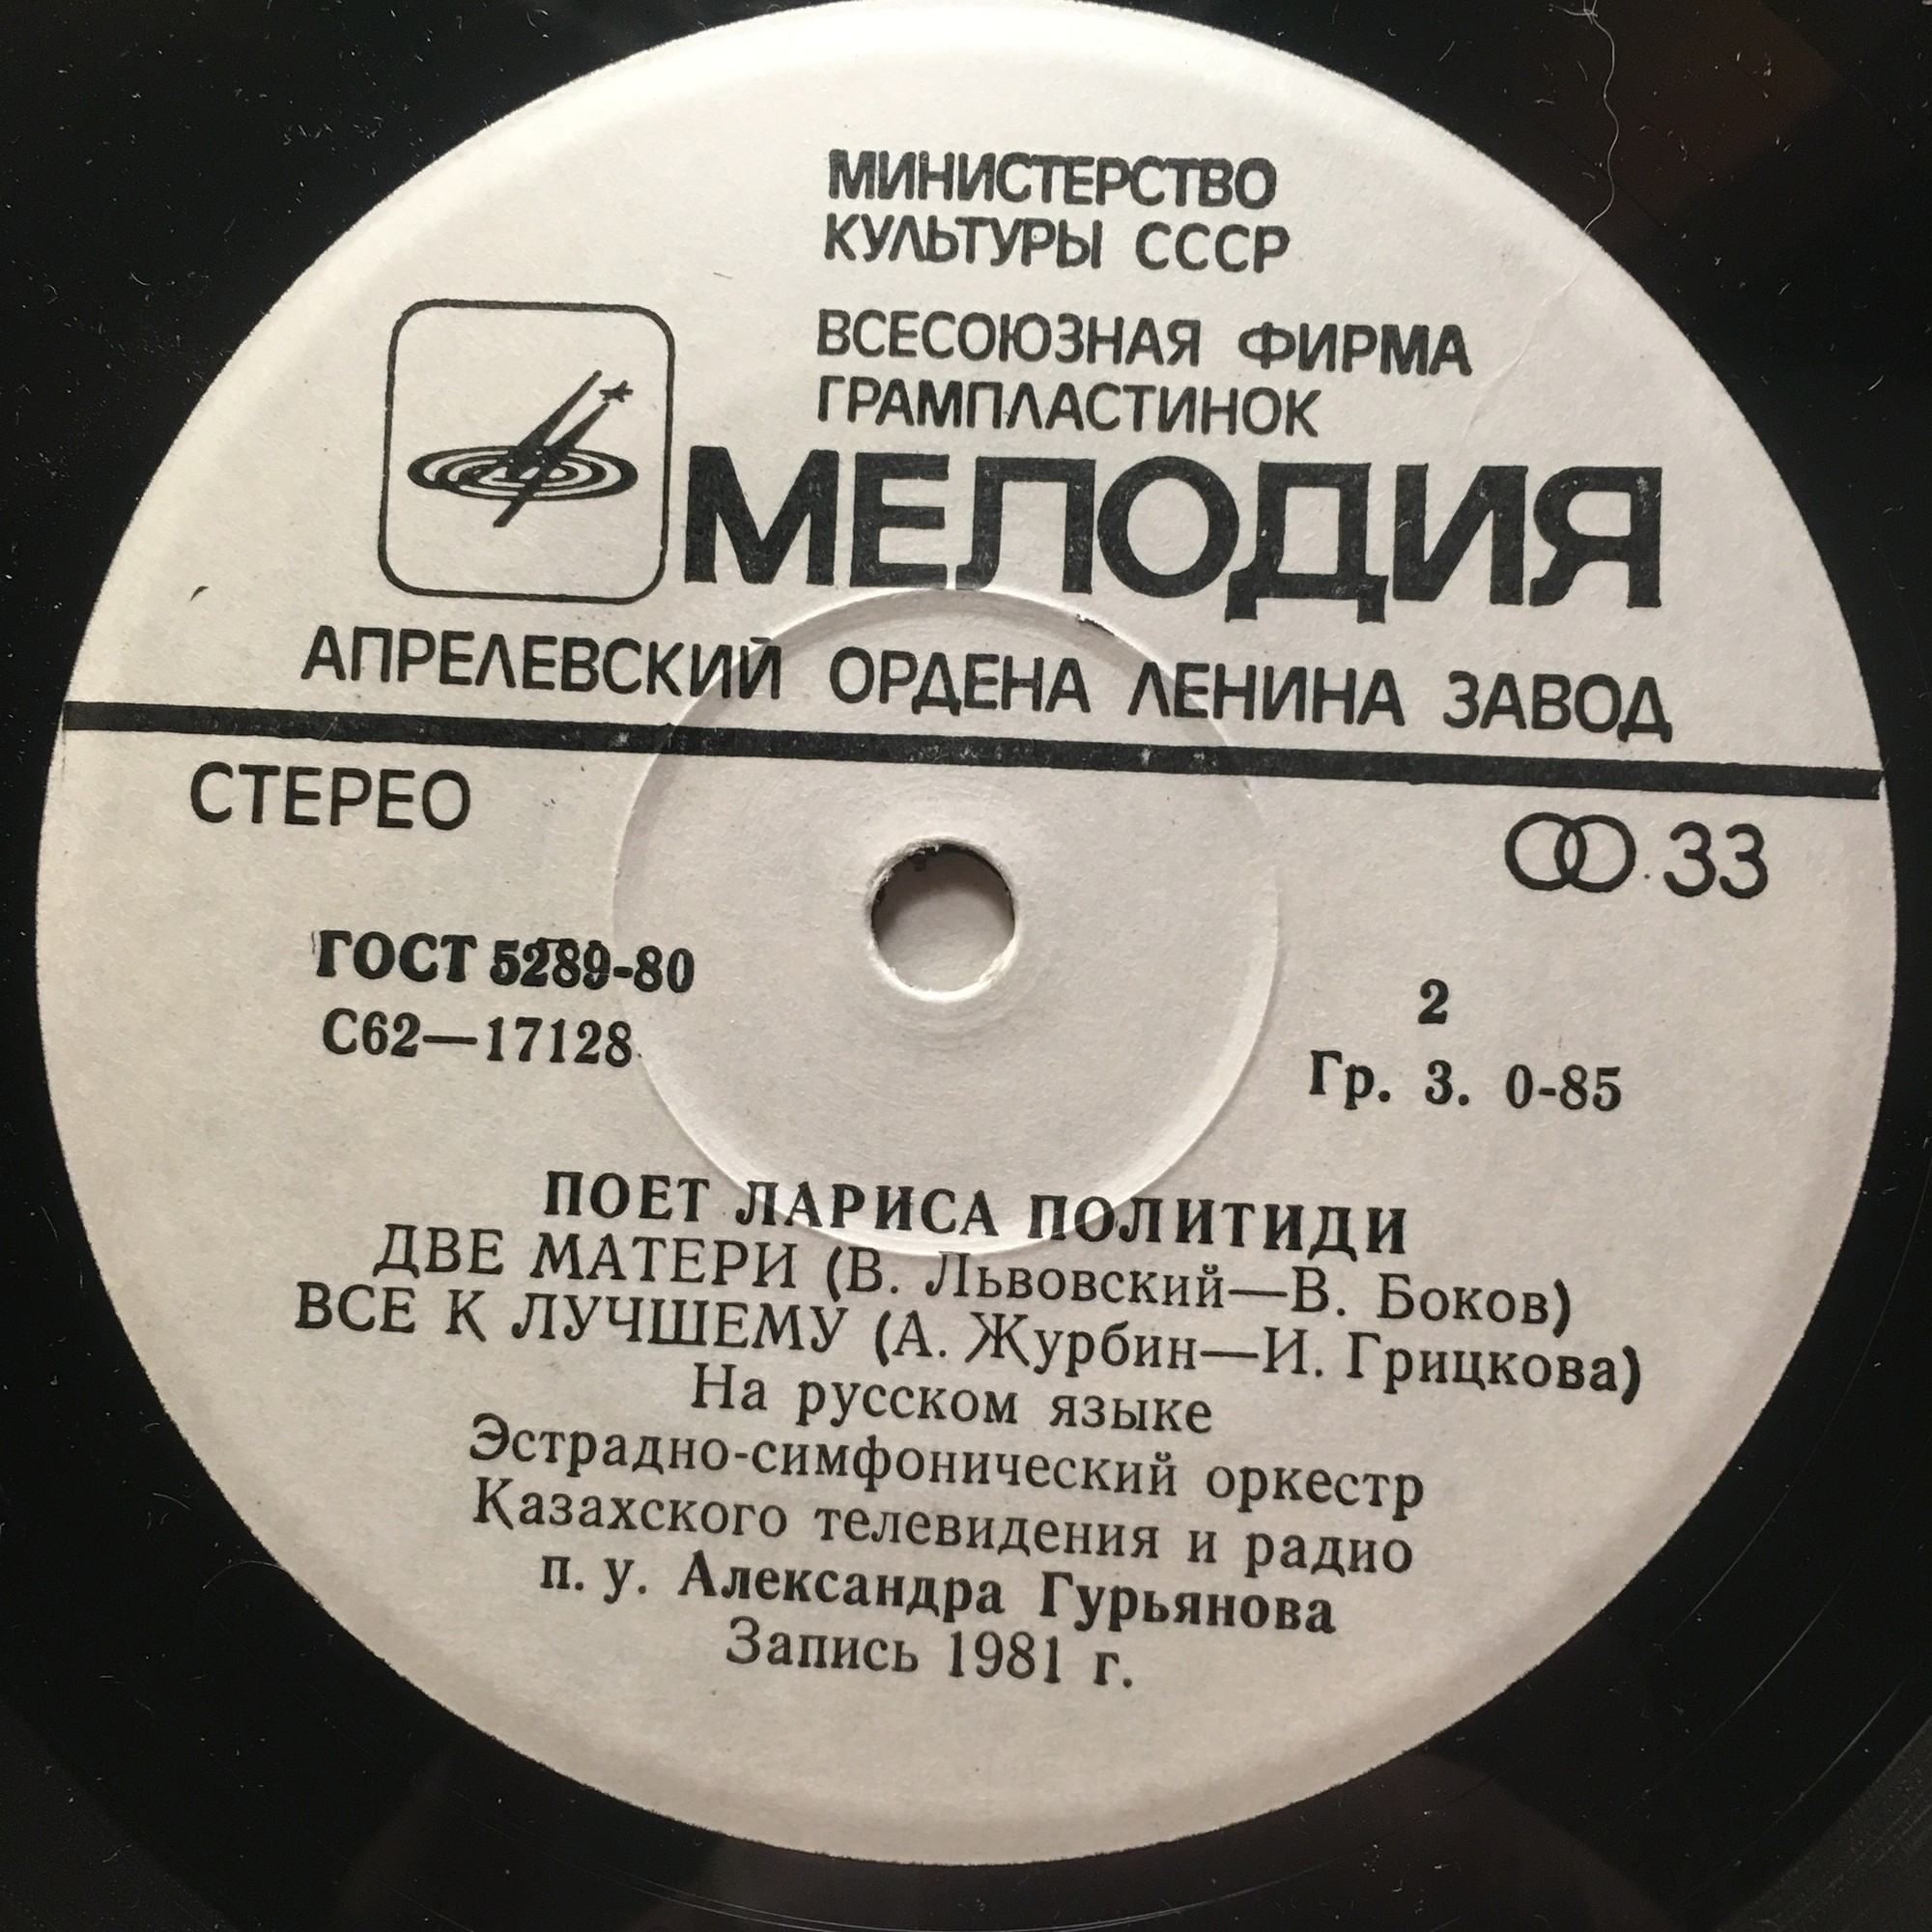 МИНИСТЕРСТВО
КУЛЬТУРЫ СССР
ВСЕСОЮЗНАЯ ФИРМА
ГРАМПЛАСТИНОК
МЕЛОДИЯ
АПРЕЛЕВСКИЙ ОРДЕНА ЛЕНИНА ЗАВОД
СТЕРЕО
33
ГОСТ 5289-80
С62—17128
2
Гр. 3. 0-85
ПОЕТ ЛАРИСА ПОЛИТИДИ
ДВЕ МАТЕРИ (В. Львовский—В. Боков)
ВСЕ К ЛУЧШЕМУ (А. Журбин—И. Грицкова)
На русском языке
Эстрадно-симфонический оркестр
Казахского телевидения и радио
п. у. Александра Гурьянова
Запись 1981 г.